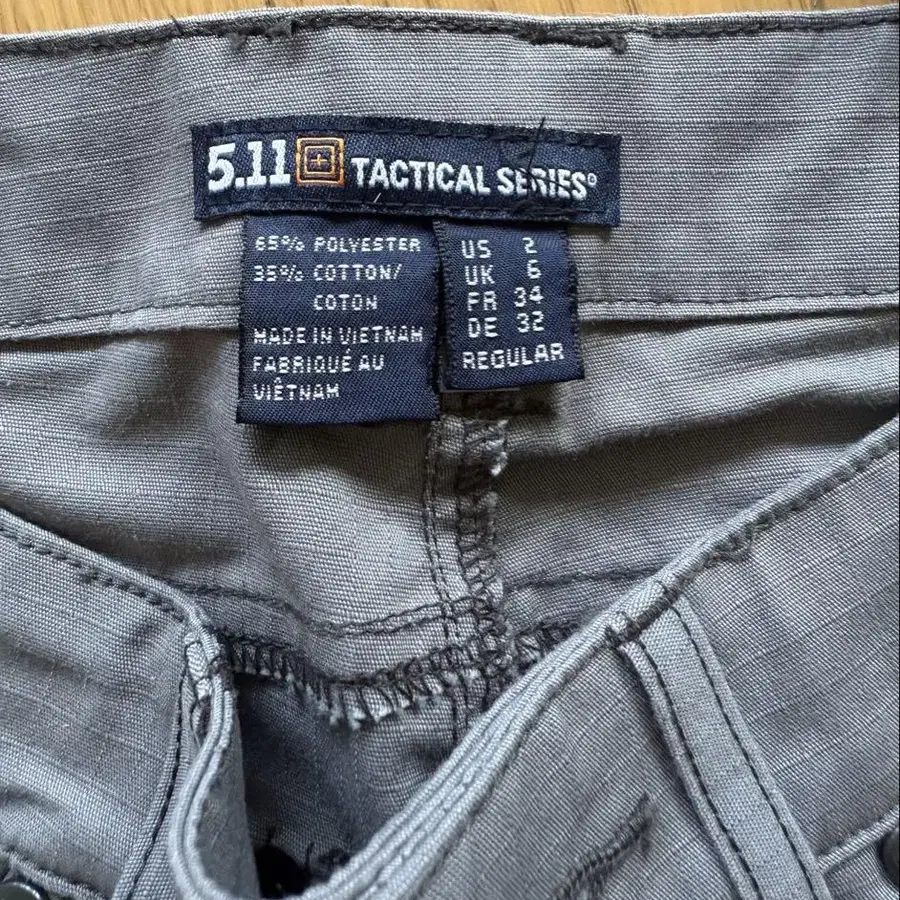 5.11 TACTICAL SERIES®
65% POLYESTER
35% COTTON/
COTON
MADE IN VIETNAM
FABRIQUÉ AU
VIÊTNAM
US 2
UK 6
FR 34
DE 32
REGULAR